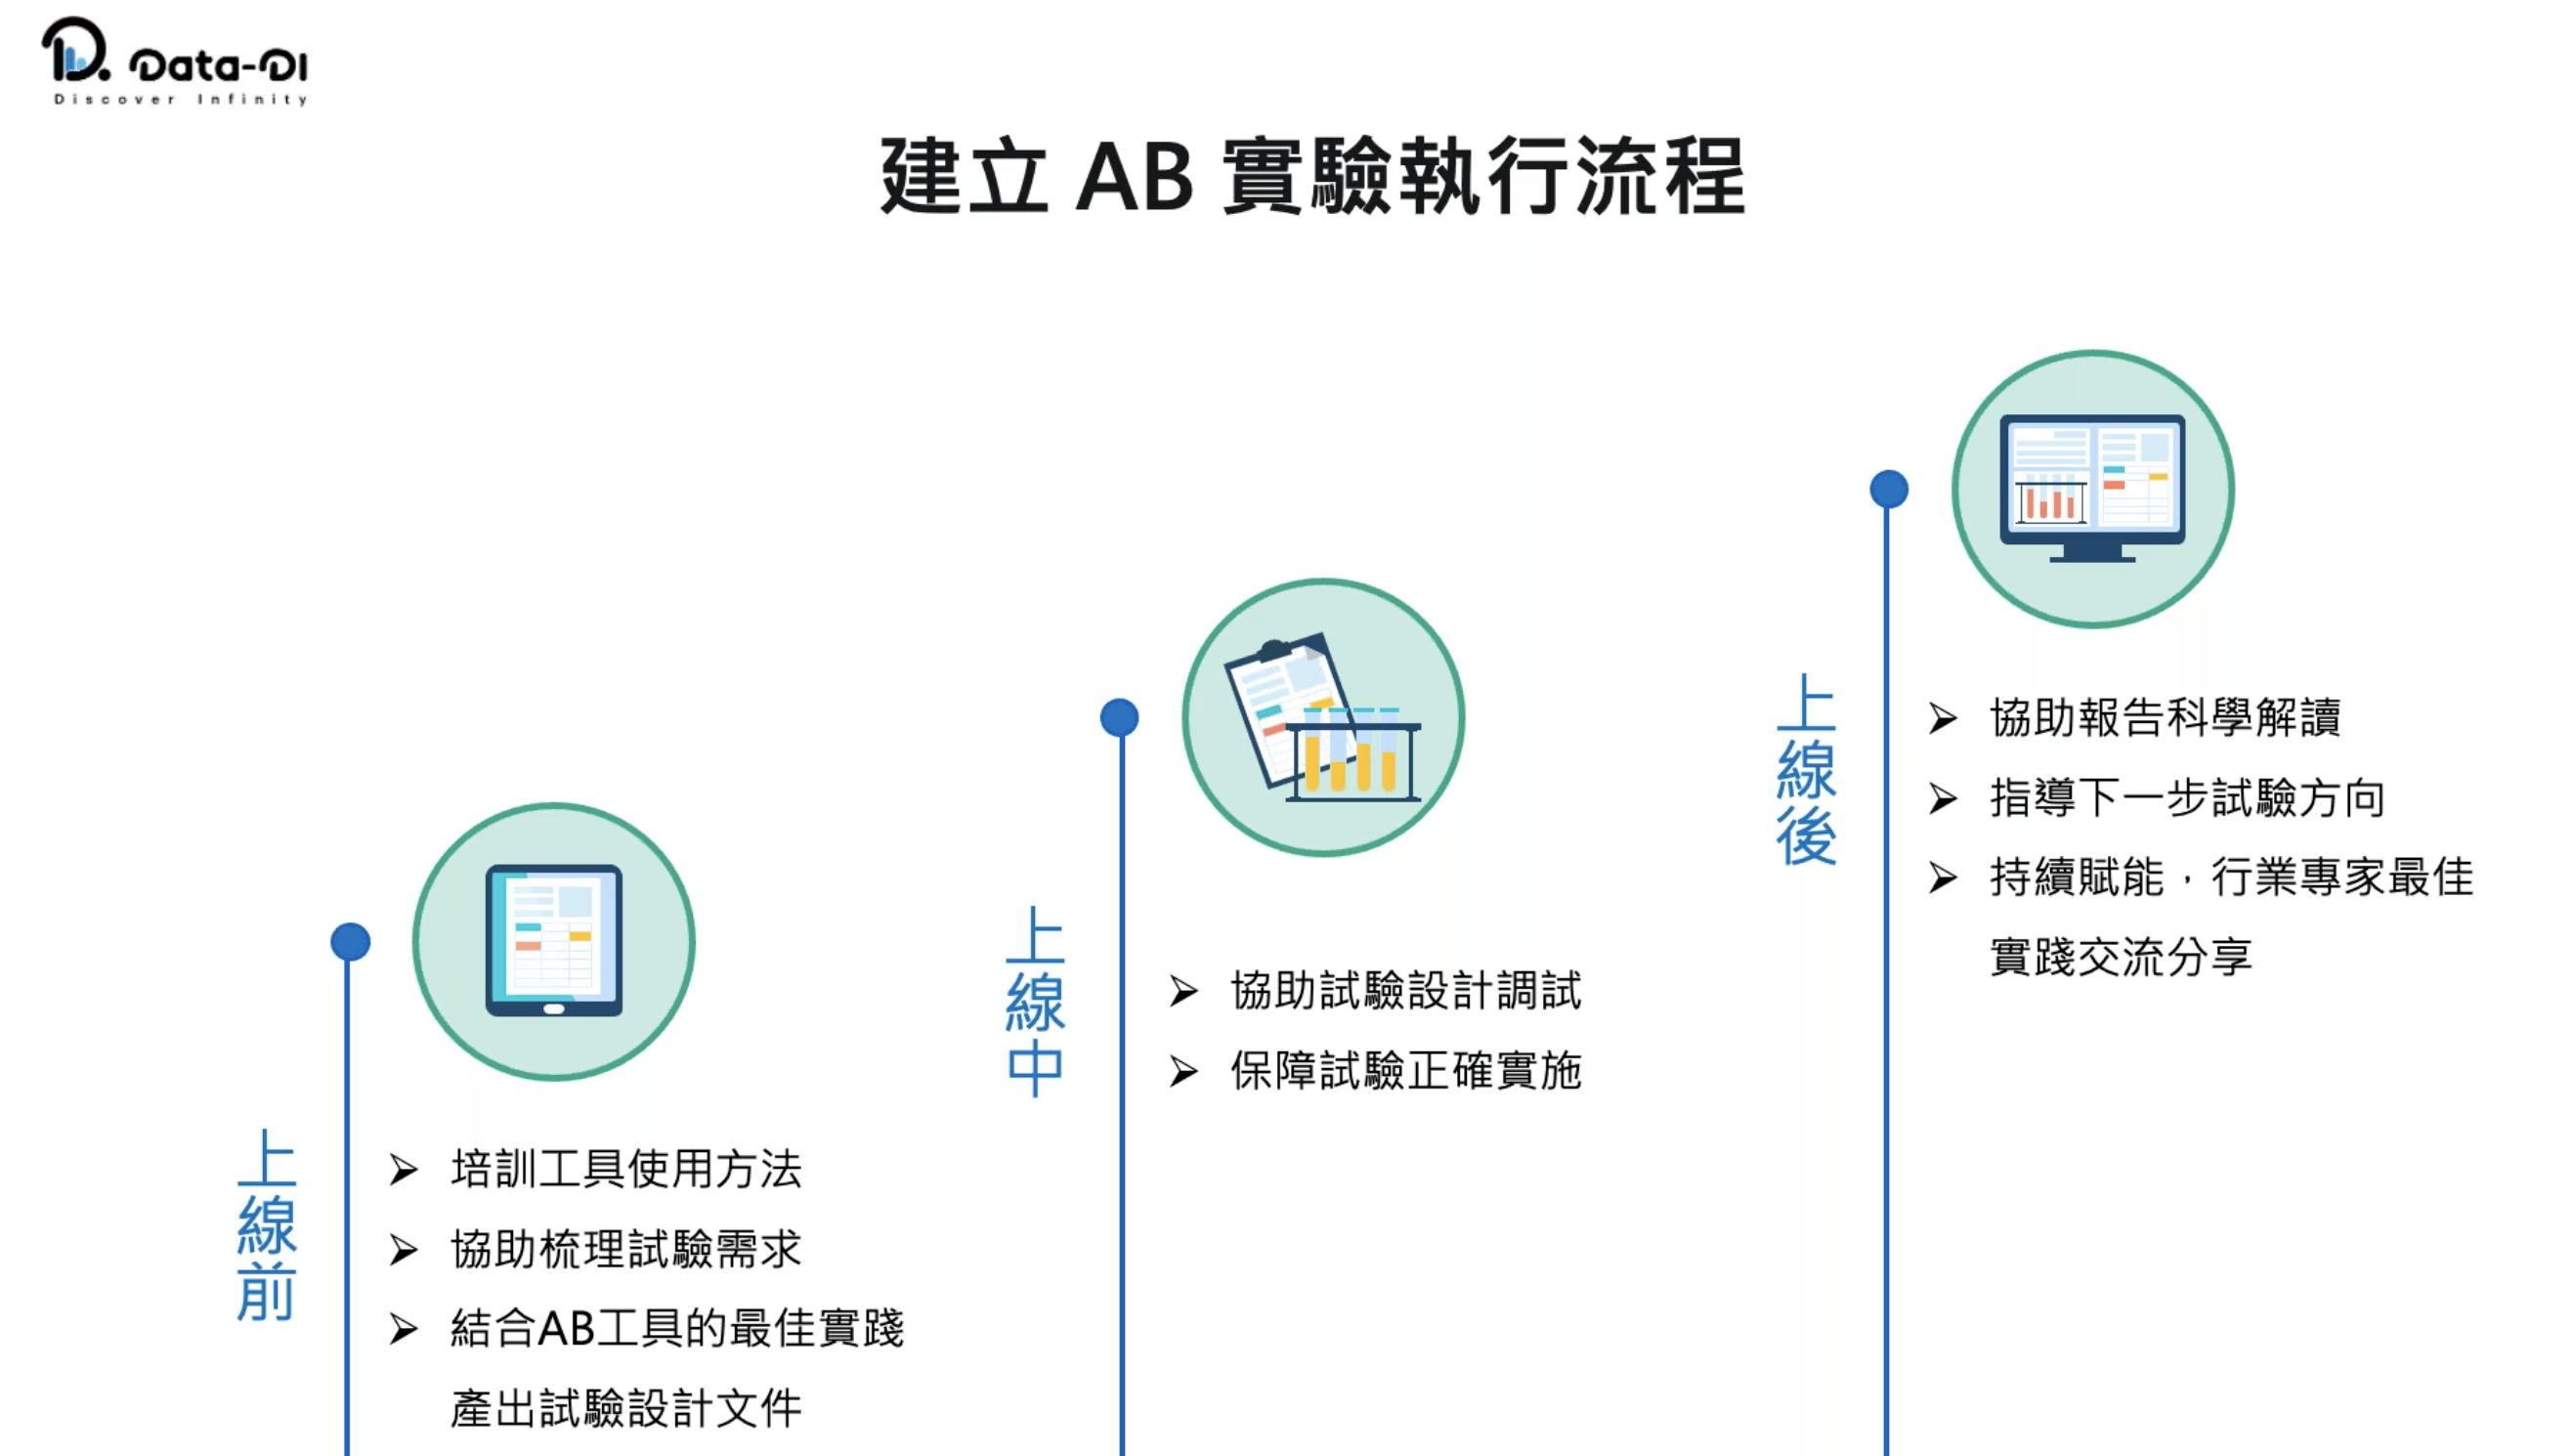 Data-DI
Discover Infinity
建立 AB 實驗執行流程
上線前
培訓工具使用方法
協助梳理試驗需求
結合AB工具的最佳實踐
產出試驗設計文件
上線中
協助試驗設計調試
保障試驗正確實施
上線後
協助報告科學解讀
指導下一步試驗方向
持續賦能，行業專家最佳
實踐交流分享